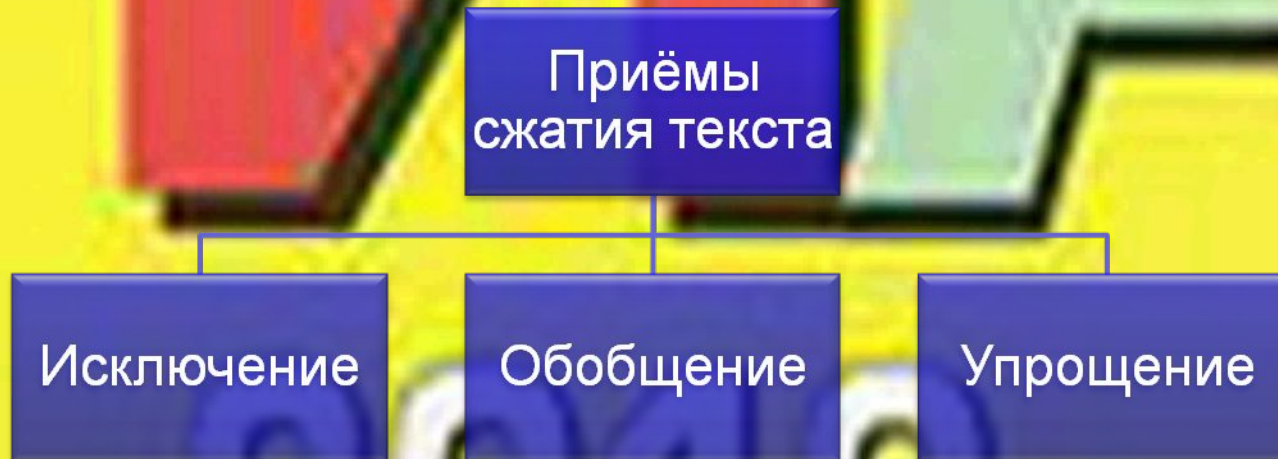 Приёмы
сжатия текста
Исключение
Обобщение
Упрощение